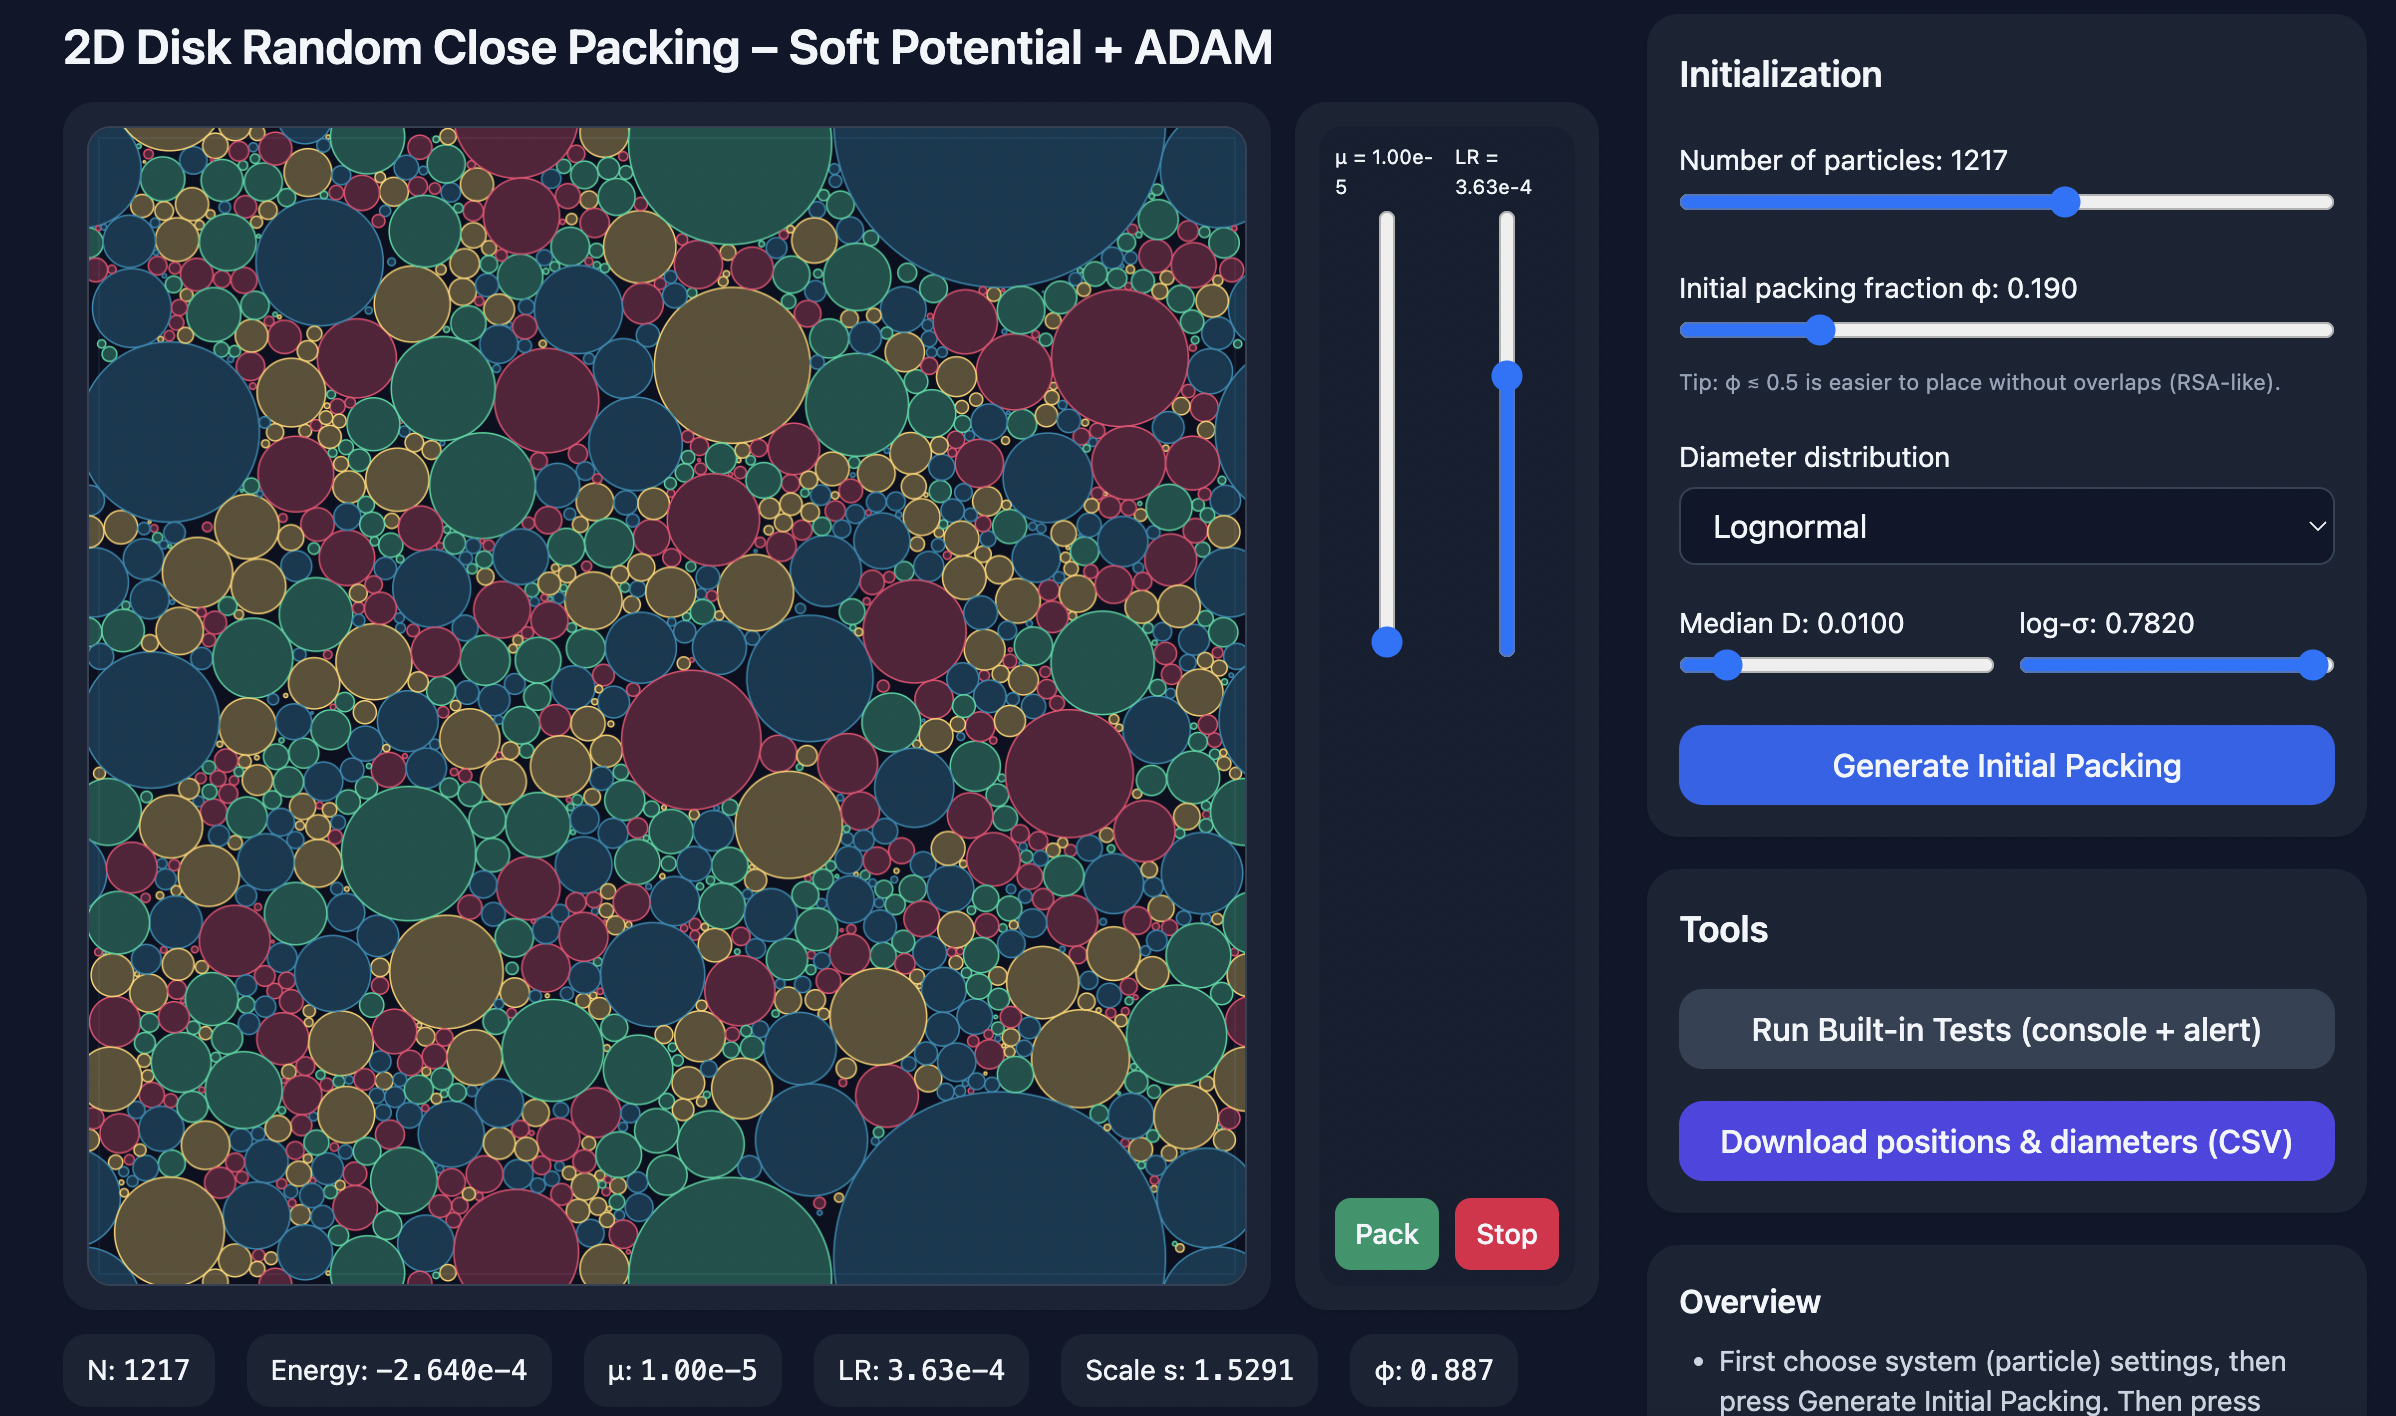 2D Disk Random Close Packing – Soft Potential + ADAM
μ = 1.00e-
5
LR =
3.63e-4
Pack
Stop
N: 1217
Energy: −2.640e−4
μ: 1.00e−5
LR: 3.63e−4
Scale s: 1.5291
ϕ: 0.887
Initialization
Number of particles: 1217
Initial packing fraction ϕ: 0.190
Tip: ϕ ≲ 0.5 is easier to place without overlaps (RSA-like).
Diameter distribution
Lognormal
Median D: 0.0100
log-σ: 0.7820
Generate Initial Packing
Tools
Run Built-in Tests (console + alert)
Download positions & diameters (CSV)
Overview
• First choose system (particle) settings, then
press Generate Initial Packing. Then press